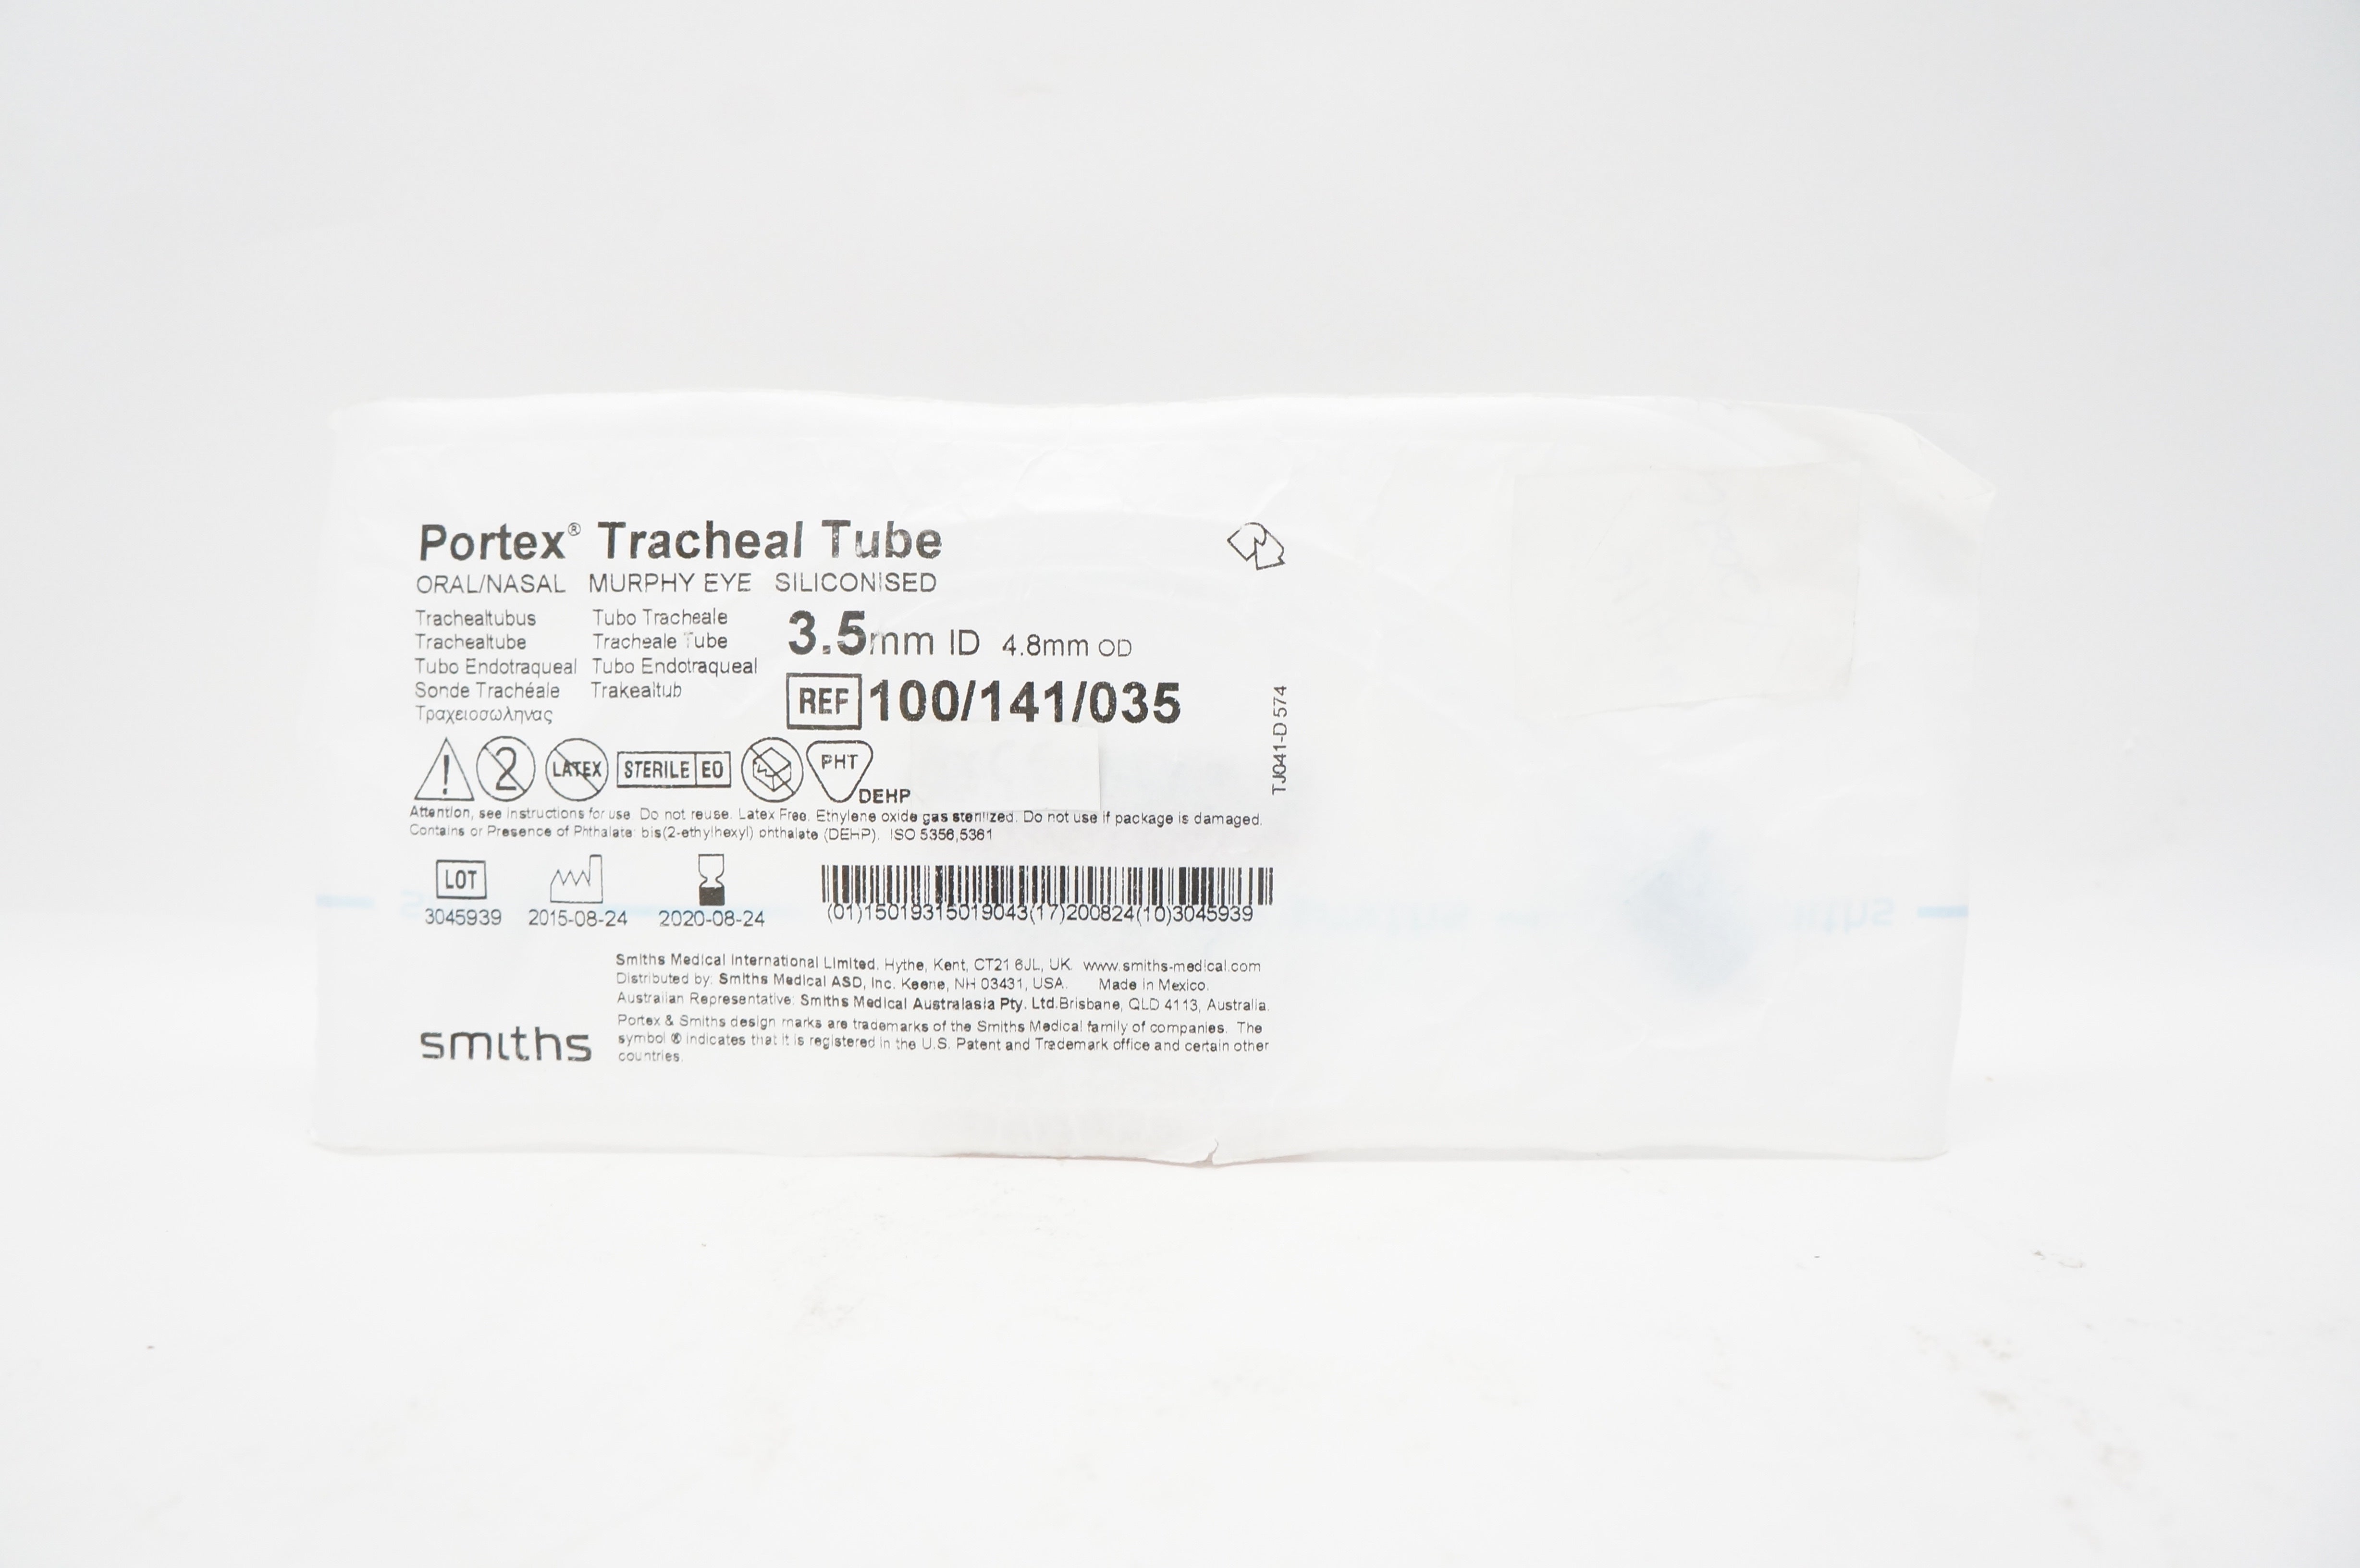 Portex® Tracheal Tube
ORAL/NASAL MURPHY EYE SILICONISED
Trachealtubus Tubo Tracheale
Trachealtube Tracheale Tube
Tubo Endotraqueal Tubo Endotraqueal
Sonde Trachéale Trakealtub
Τραχειοσωληνας
3.5mm ID 4.8mm OD
REF 100/141/035
TJ041-D 574
2 LATEX STERILE EO PHT
DEHP
Attention, see instructions for use. Do not reuse. Latex Free. Ethylene oxide gas sterilized. Do not use if package is damaged.
Contains or Presence of Phthalate: bis(2-ethylhexyl) phthalate (DEHP). ISO 5356,5361
LOT
3045939 2015-08-24 2020-08-24
(01)15019315019043(17)200824(10)3045939
Smiths Medical International Limited. Hythe, Kent, CT21 6JL, UK. www.smiths-medical.com
Distributed by: Smiths Medical ASD, Inc. Keene, NH 03431, USA. Made in Mexico.
Australian Representative: Smiths Medical Australasia Pty. Ltd.Brisbane, QLD 4113, Australia.
Portex & Smiths design marks are trademarks of the Smiths Medical family of companies. The
symbol ® indicates that it is registered in the U.S. Patent and Trademark office and certain other
countries.
smiths